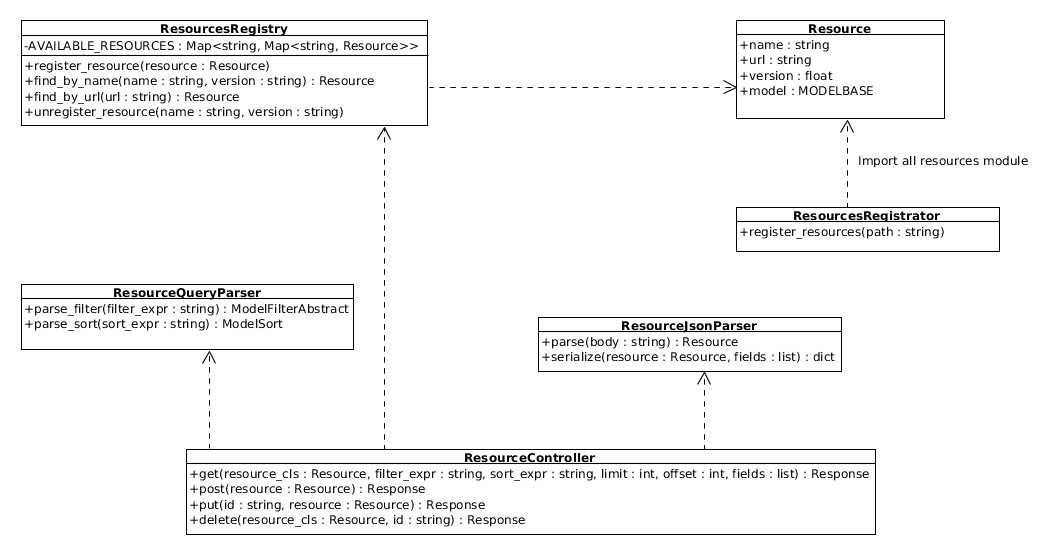 ResourcesRegistry
-AVAILABLE_RESOURCES : Map<string, Map<string, Resource>>
+register_resource(resource : Resource)
+find_by_name(name : string, version : string) : Resource
+find_by_url(url : string) : Resource
+unregister_resource(name : string, version : string)
Resource
+name : string
+url : string
+version : float
+model : MODELBASE
Import all resources module
ResourcesRegistrator
+register_resources(path : string)
ResourceQueryParser
+parse_filter(filter_expr : string) : ModelFilterAbstract
+parse_sort(sort_expr : string) : ModelSort
ResourceJsonParser
+parse(body : string) : Resource
+serialize(resource : Resource, fields : list) : dict
ResourceController
+get(resource_cls : Resource, filter_expr : string, sort_expr : string, limit : int, offset : int, fields : list) : Response
+post(resource : Resource) : Response
+put(id : string, resource : Resource) : Response
+delete(resource_cls : Resource, id : string) : Response